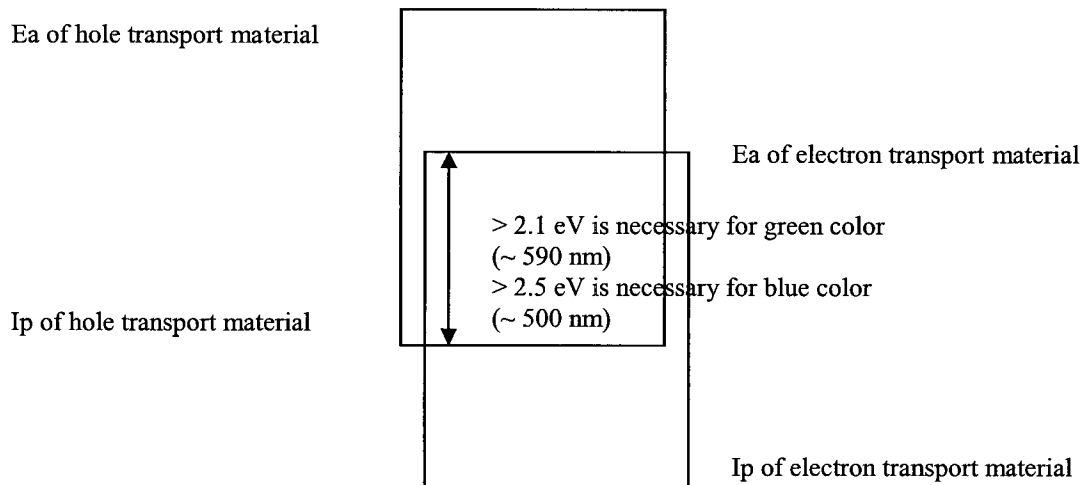 Ea of hole transport material
Ea of electron transport material
> 2.1 eV is necessary for green color
(~ 590 nm)
> 2.5 eV is necessary for blue color
(~ 500 nm)
Ip of hole transport material
Ip of electron transport material